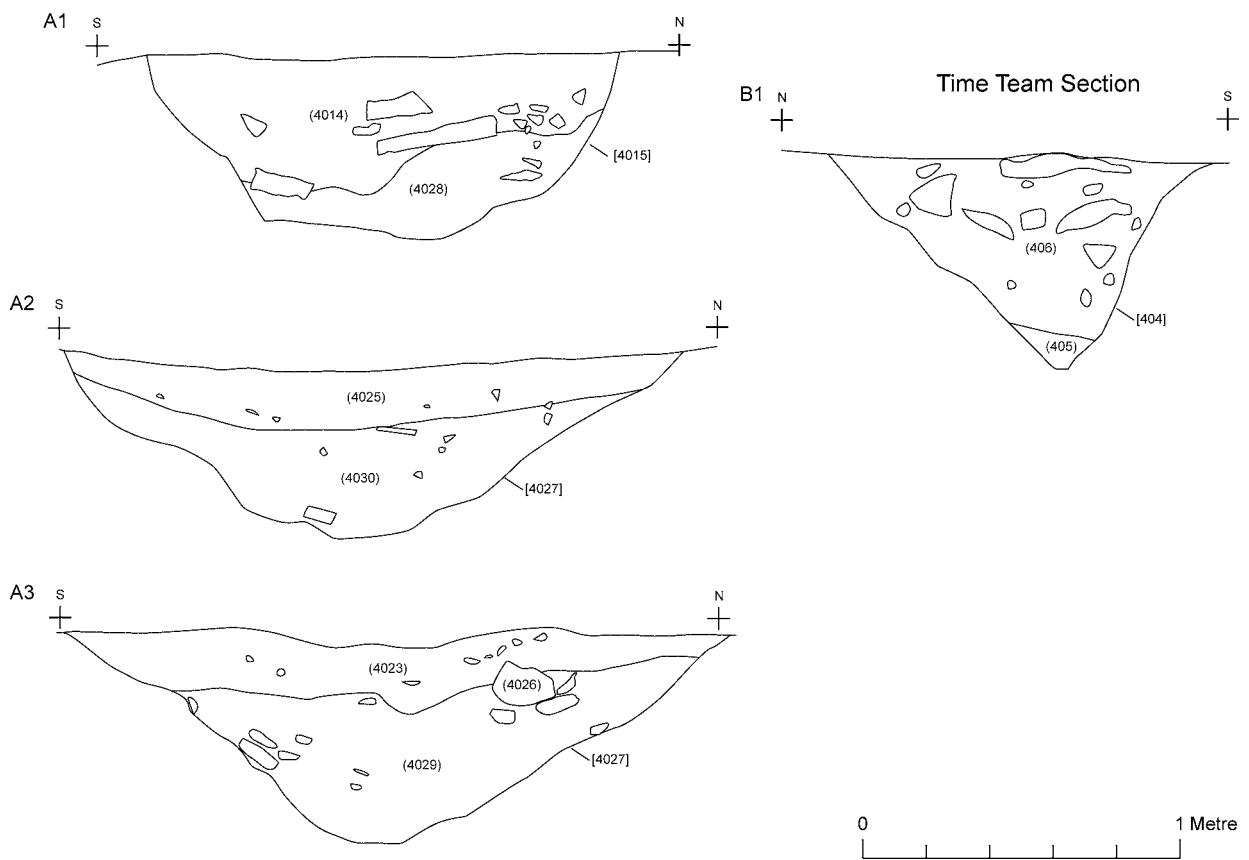 A1
S
N
(4014)
[4015]
(4028)
Time Team Section
B1
N
S
(406)
[404]
(405)
A2
S
N
(4025)
(4030)
[4027]
A3
S
N
(4023)
(4026)
(4029)
[4027]
0
1 Metre